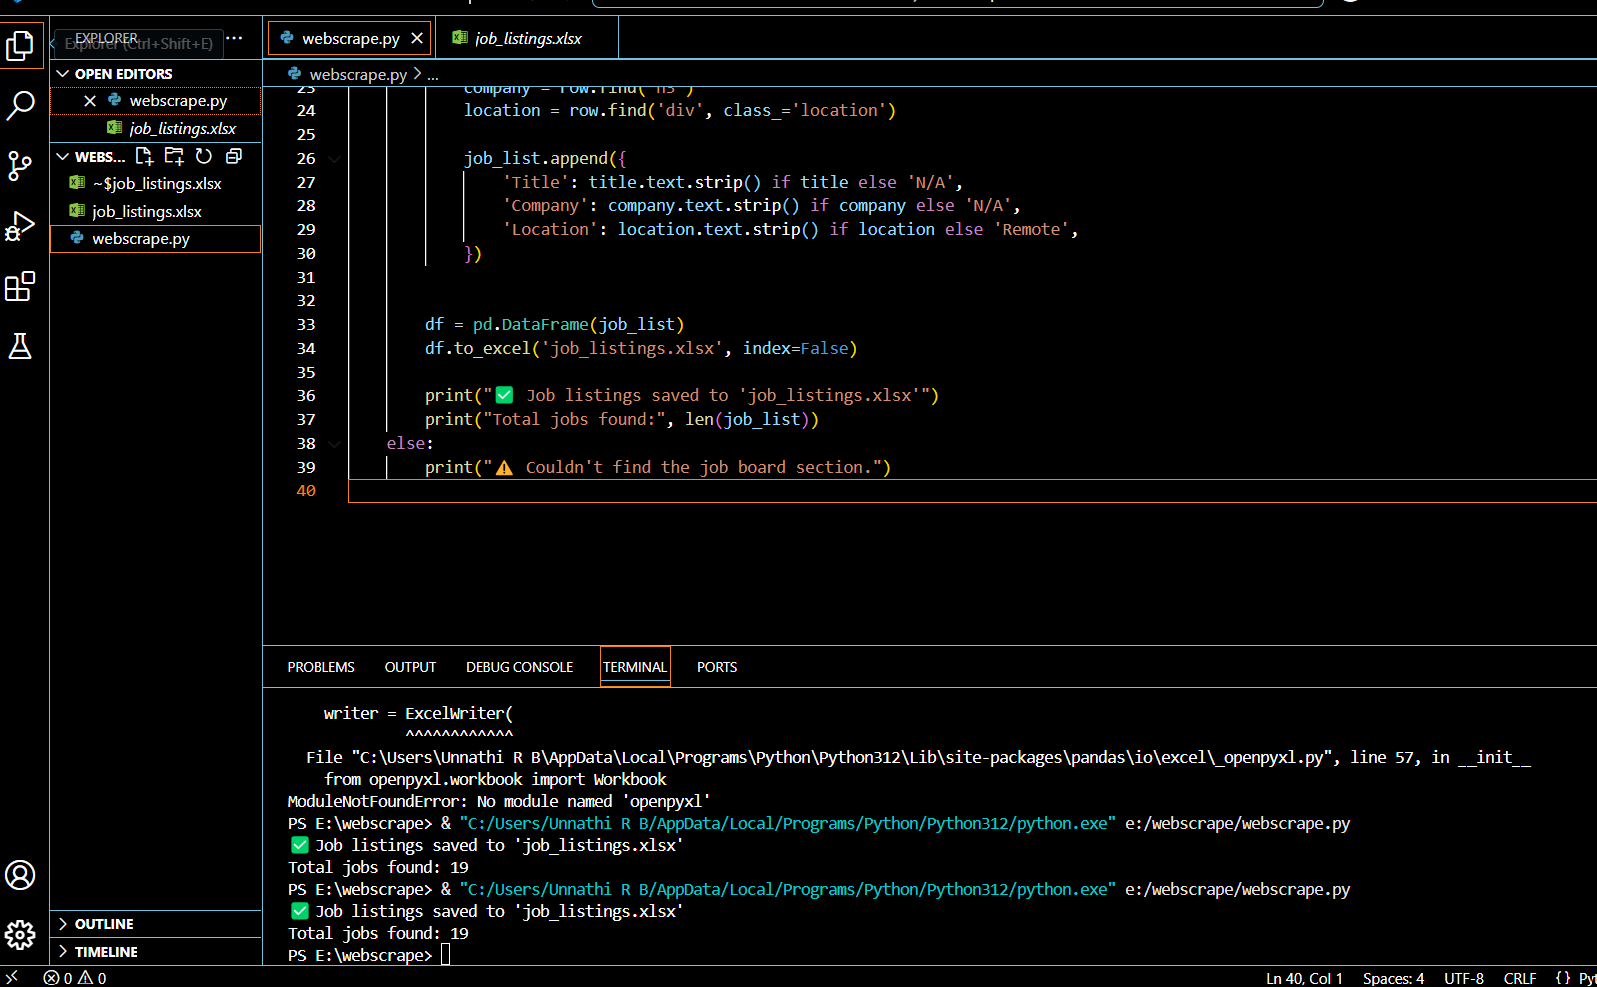 EXPLORER
Explorer (Ctrl+Shift+E)
webscrape.py
job_listings.xlsx
webscrape.py > ...
OPEN EDITORS
webscrape.py
job_listings.xlsx
WEBS...
~$job_listings.xlsx
job_listings.xlsx
webscrape.py
OUTLINE
TIMELINE
23 company = row.find('h3')
24 location = row.find('div', class_='location')
25
26 job_list.append({
27 'Title': title.text.strip() if title else 'N/A',
28 'Company': company.text.strip() if company else 'N/A',
29 'Location': location.text.strip() if location else 'Remote',
30 })
31
32
33 df = pd.DataFrame(job_list)
34 df.to_excel('job_listings.xlsx', index=False)
35
36 print("✅ Job listings saved to 'job_listings.xlsx'")
37 print("Total jobs found:", len(job_list))
38 else:
39 print("⚠️ Couldn't find the job board section.")
40
PROBLEMS OUTPUT DEBUG CONSOLE TERMINAL PORTS
writer = ExcelWriter(
^^^^^^^^^^^^
File "C:\Users\Unnathi R B\AppData\Local\Programs\Python\Python312\Lib\site-packages\pandas\io\excel\_openpyxl.py", line 57, in __init__
from openpyxl.workbook import Workbook
ModuleNotFoundError: No module named 'openpyxl'
PS E:\webscrape> & "C:/Users/Unnathi R B/AppData/Local/Programs/Python/Python312/python.exe" e:/webscrape/webscrape.py
✅ Job listings saved to 'job_listings.xlsx'
Total jobs found: 19
PS E:\webscrape> & "C:/Users/Unnathi R B/AppData/Local/Programs/Python/Python312/python.exe" e:/webscrape/webscrape.py
✅ Job listings saved to 'job_listings.xlsx'
Total jobs found: 19
PS E:\webscrape>
0 0 Ln 40, Col 1 Spaces: 4 UTF-8 CRLF {} Pyt